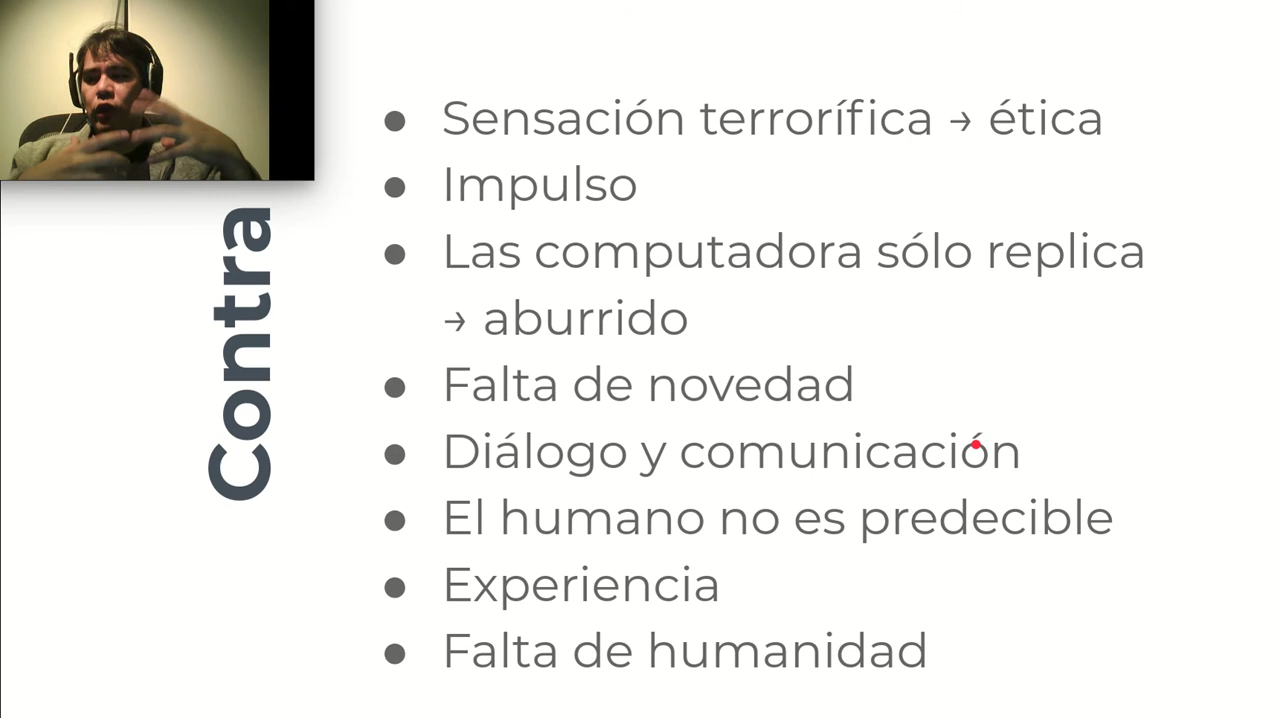 Contra
● Sensación terrorífica → ética
● Impulso
● Las computadora sólo replica
→ aburrido
● Falta de novedad
● Diálogo y comunicación
● El humano no es predecible
● Experiencia
● Falta de humanidad